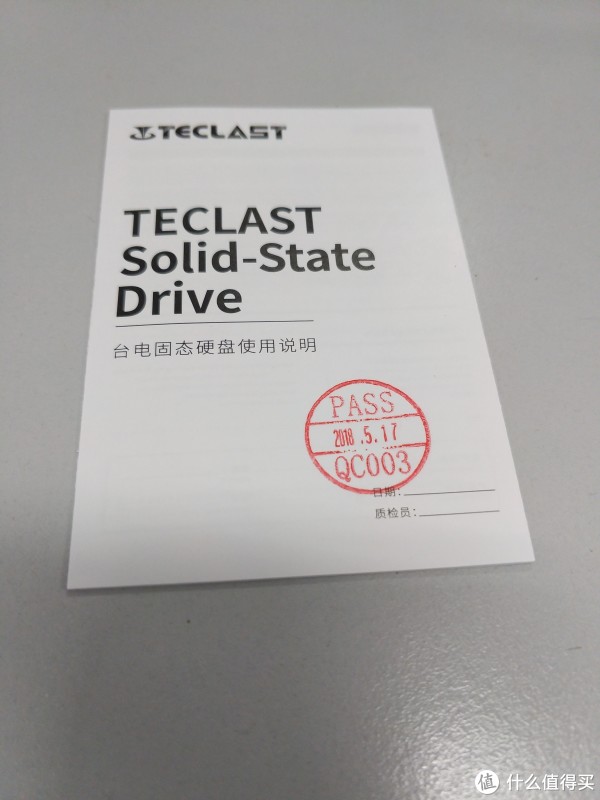 TECLAST
TECLAST
Solid-State
Drive
台电固态硬盘使用说明
PASS
2018.5.17
QC003
日期:
质检员:
值 什么值得买